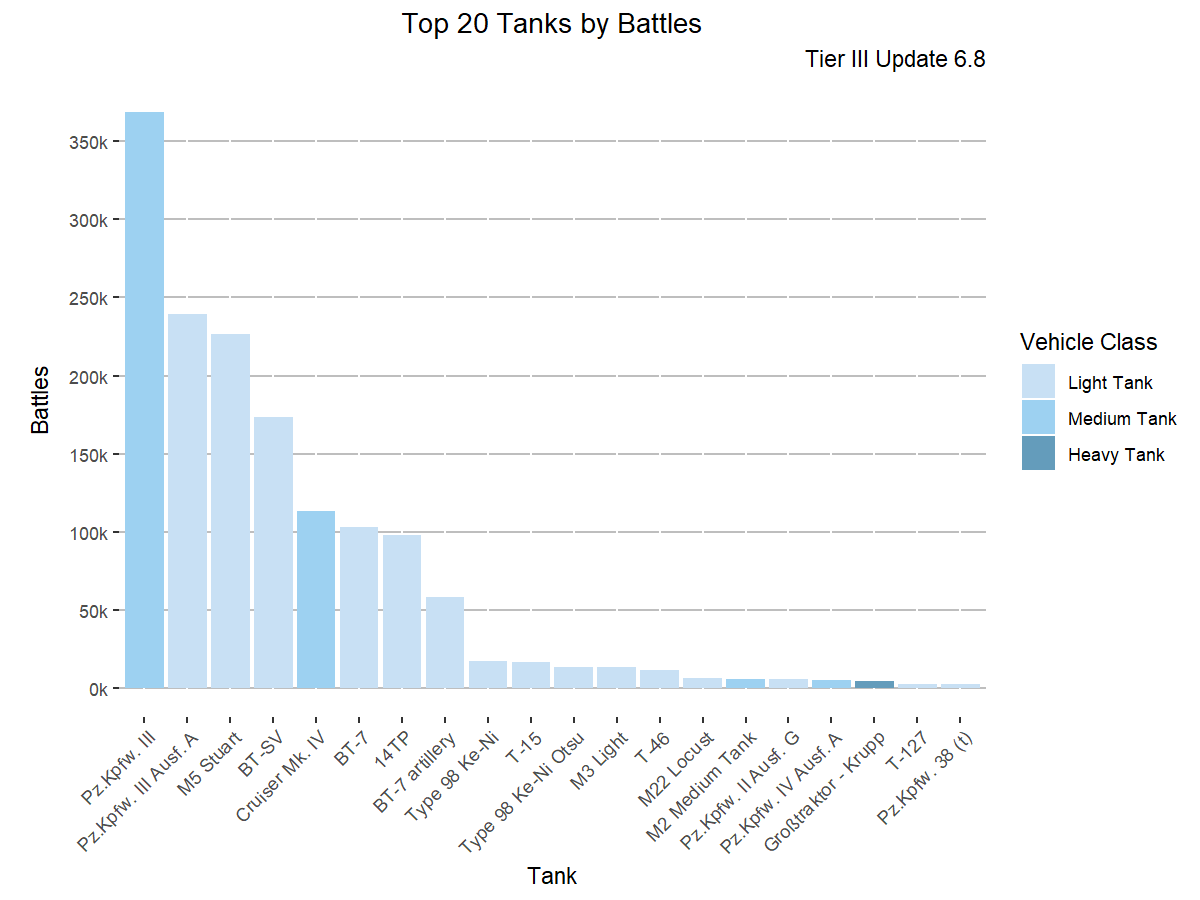 Top 20 Tanks by Battles
Tier III Update 6.8
350k
300k
250k
200k
150k
100k
50k
0k
Battles
Pz.Kpfw. III
Pz.Kpfw. III Ausf. A
M5 Stuart
BT-SV
Cruiser Mk. IV
BT-7
14TP
BT-7 artillery
Type 98 Ke-Ni
T-15
Type 98 Ke-Ni Otsu
M3 Light
T-46
M22 Locust
M2 Medium Tank
Pz.Kpfw. II Ausf. G
Pz.Kpfw. IV Ausf. A
Großtraktor - Krupp
T-127
Pz.Kpfw. 38 (t)
Tank
Vehicle Class
Light Tank
Medium Tank
Heavy Tank